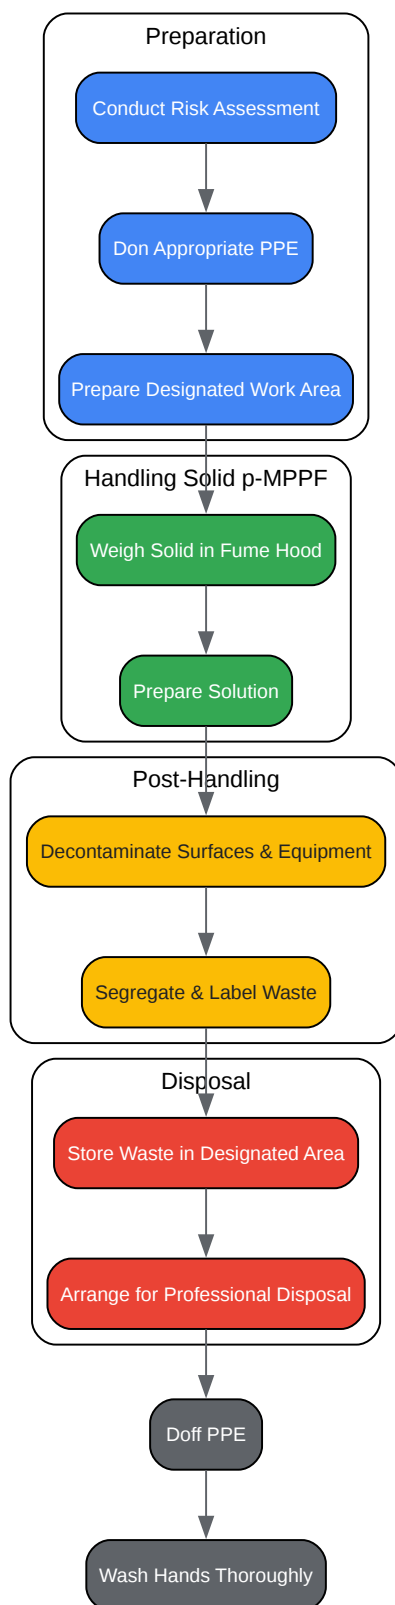 Preparation
Conduct Risk Assessment
Don Appropriate PPE
Prepare Designated Work Area
Handling Solid p-MPPF
Weigh Solid in Fume Hood
Prepare Solution
Post-Handling
Decontaminate Surfaces & Equipment
Segregate & Label Waste
Disposal
Store Waste in Designated Area
Arrange for Professional Disposal
Doff PPE
Wash Hands Thoroughly